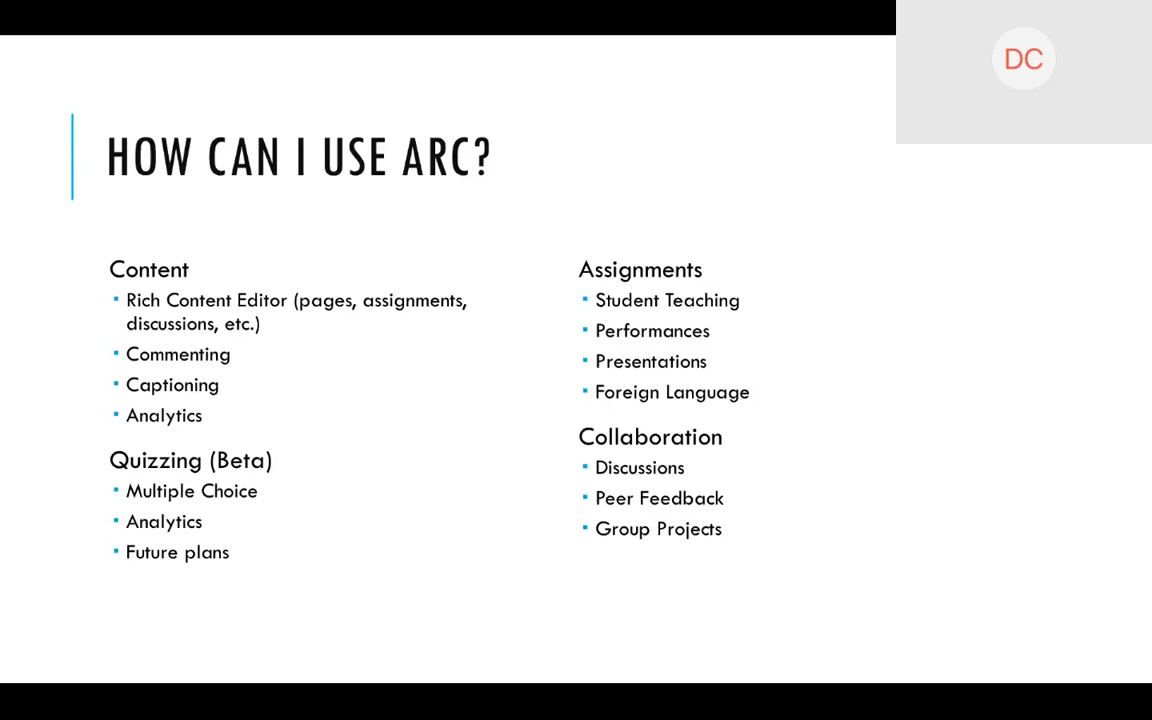 DC
HOW CAN I USE ARC?
Content
▪ Rich Content Editor (pages, assignments,
discussions, etc.)
▪ Commenting
▪ Captioning
▪ Analytics
Quizzing (Beta)
▪ Multiple Choice
▪ Analytics
▪ Future plans
Assignments
▪ Student Teaching
▪ Performances
▪ Presentations
▪ Foreign Language
Collaboration
▪ Discussions
▪ Peer Feedback
▪ Group Projects